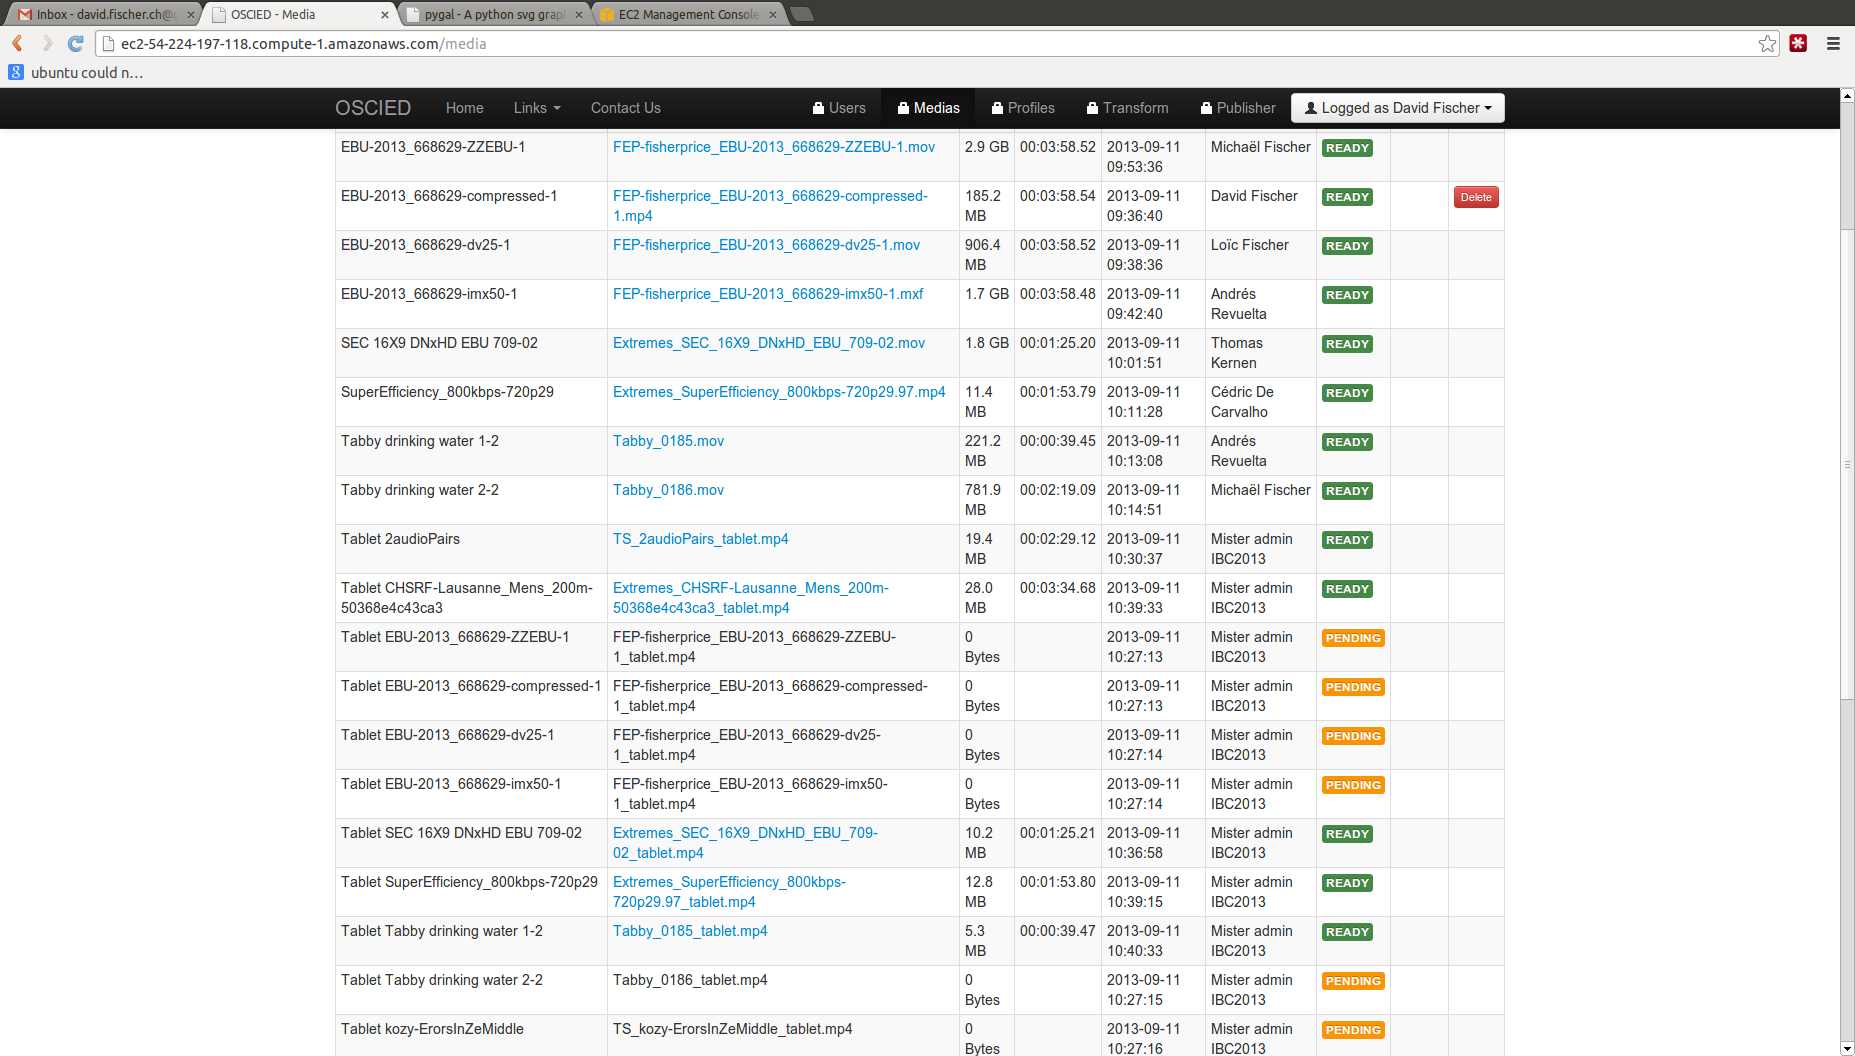 Inbox - david.fischer.ch@g
OSCIED - Media
pygal - A python svg grap
EC2 Management Console
ec2-54-224-197-118.compute-1.amazonaws.com/media
ubuntu could n...
OSCIED Home Links Contact Us Users Medias Profiles Transform Publisher Logged as David Fischer
EBU-2013_668629-ZZEBU-1 FEP-fisherprice_EBU-2013_668629-ZZEBU-1.mov 2.9 GB 00:03:58.52 2013-09-11 Michaël Fischer READY
09:53:36
EBU-2013_668629-compressed-1 FEP-fisherprice_EBU-2013_668629-compressed- 185.2 00:03:58.54 2013-09-11 David Fischer READY Delete
1.mp4 MB 09:36:40
EBU-2013_668629-dv25-1 FEP-fisherprice_EBU-2013_668629-dv25-1.mov 906.4 00:03:58.52 2013-09-11 Loïc Fischer READY
MB 09:38:36
EBU-2013_668629-imx50-1 FEP-fisherprice_EBU-2013_668629-imx50-1.mxf 1.7 GB 00:03:58.48 2013-09-11 Andrés READY
09:42:40 Revuelta
SEC 16X9 DNxHD EBU 709-02 Extremes_SEC_16X9_DNxHD_EBU_709-02.mov 1.8 GB 00:01:25.20 2013-09-11 Thomas READY
10:01:51 Kernen
SuperEfficiency_800kbps-720p29 Extremes_SuperEfficiency_800kbps-720p29.97.mp4 11.4 00:01:53.79 2013-09-11 Cédric De READY
MB 10:11:28 Carvalho
Tabby drinking water 1-2 Tabby_0185.mov 221.2 00:00:39.45 2013-09-11 Andrés READY
MB 10:13:08 Revuelta
Tabby drinking water 2-2 Tabby_0186.mov 781.9 00:02:19.09 2013-09-11 Michaël Fischer READY
MB 10:14:51
Tablet 2audioPairs TS_2audioPairs_tablet.mp4 19.4 00:02:29.12 2013-09-11 Mister admin READY
MB 10:30:37 IBC2013
Tablet CHSRF-Lausanne_Mens_200m- Extremes_CHSRF-Lausanne_Mens_200m- 28.0 00:03:34.68 2013-09-11 Mister admin READY
50368e4c43ca3 50368e4c43ca3_tablet.mp4 MB 10:39:33 IBC2013
Tablet EBU-2013_668629-ZZEBU-1 FEP-fisherprice_EBU-2013_668629-ZZEBU- 0 2013-09-11 Mister admin PENDING
1_tablet.mp4 Bytes 10:27:13 IBC2013
Tablet EBU-2013_668629-compressed-1 FEP-fisherprice_EBU-2013_668629-compressed- 0 2013-09-11 Mister admin PENDING
1_tablet.mp4 Bytes 10:27:13 IBC2013
Tablet EBU-2013_668629-dv25-1 FEP-fisherprice_EBU-2013_668629-dv25- 0 2013-09-11 Mister admin PENDING
1_tablet.mp4 Bytes 10:27:14 IBC2013
Tablet EBU-2013_668629-imx50-1 FEP-fisherprice_EBU-2013_668629-imx50- 0 2013-09-11 Mister admin PENDING
1_tablet.mp4 Bytes 10:27:14 IBC2013
Tablet SEC 16X9 DNxHD EBU 709-02 Extremes_SEC_16X9_DNxHD_EBU_709- 10.2 00:01:25.21 2013-09-11 Mister admin READY
02_tablet.mp4 MB 10:36:58 IBC2013
Tablet SuperEfficiency_800kbps-720p29 Extremes_SuperEfficiency_800kbps- 12.8 00:01:53.80 2013-09-11 Mister admin READY
720p29.97_tablet.mp4 MB 10:39:15 IBC2013
Tablet Tabby drinking water 1-2 Tabby_0185_tablet.mp4 5.3 00:00:39.47 2013-09-11 Mister admin READY
MB 10:40:33 IBC2013
Tablet Tabby drinking water 2-2 Tabby_0186_tablet.mp4 0 2013-09-11 Mister admin PENDING
Bytes 10:27:15 IBC2013
Tablet kozy-ErorsInZeMiddle TS_kozy-ErorsInZeMiddle_tablet.mp4 0 2013-09-11 Mister admin PENDING
Bytes 10:27:16 IBC2013